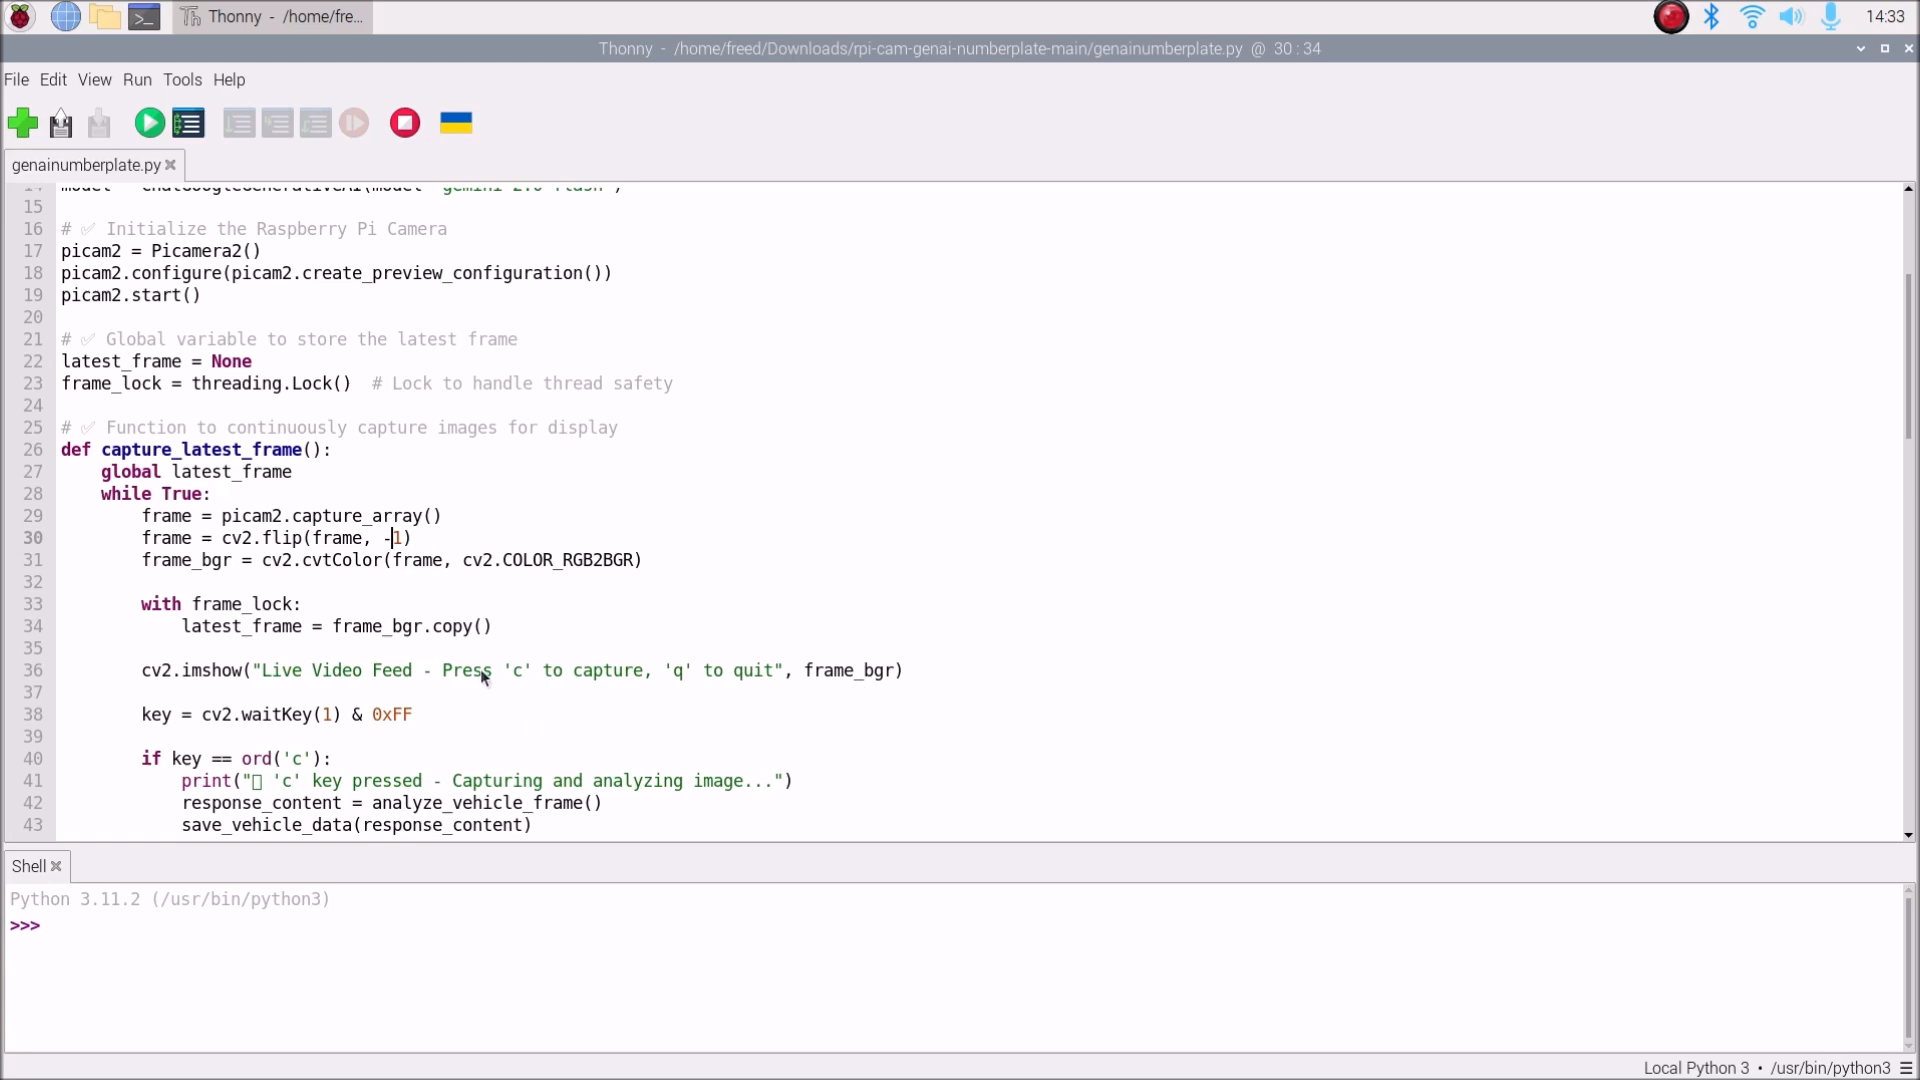 Thonny - /home/fre...
14:33
Thonny - /home/freed/Downloads/rpi-cam-genai-numberplate-main/genainumberplate.py @ 30 : 34
File Edit View Run Tools Help
genainumberplate.py
15
16 # ✅ Initialize the Raspberry Pi Camera
17 picam2 = Picamera2()
18 picam2.configure(picam2.create_preview_configuration())
19 picam2.start()
20
21 # ✅ Global variable to store the latest frame
22 latest_frame = None
23 frame_lock = threading.Lock()  # Lock to handle thread safety
24
25 # ✅ Function to continuously capture images for display
26 def capture_latest_frame():
27     global latest_frame
28     while True:
29         frame = picam2.capture_array()
30         frame = cv2.flip(frame, -1)
31         frame_bgr = cv2.cvtColor(frame, cv2.COLOR_RGB2BGR)
32
33         with frame_lock:
34             latest_frame = frame_bgr.copy()
35
36         cv2.imshow("Live Video Feed - Press 'c' to capture, 'q' to quit", frame_bgr)
37
38         key = cv2.waitKey(1) & 0xFF
39
40         if key == ord('c'):
41             print("▯ 'c' key pressed - Capturing and analyzing image...")
42             response_content = analyze_vehicle_frame()
43             save_vehicle_data(response_content)
Shell
Python 3.11.2 (/usr/bin/python3)
>>>
Local Python 3 • /usr/bin/python3 ☰